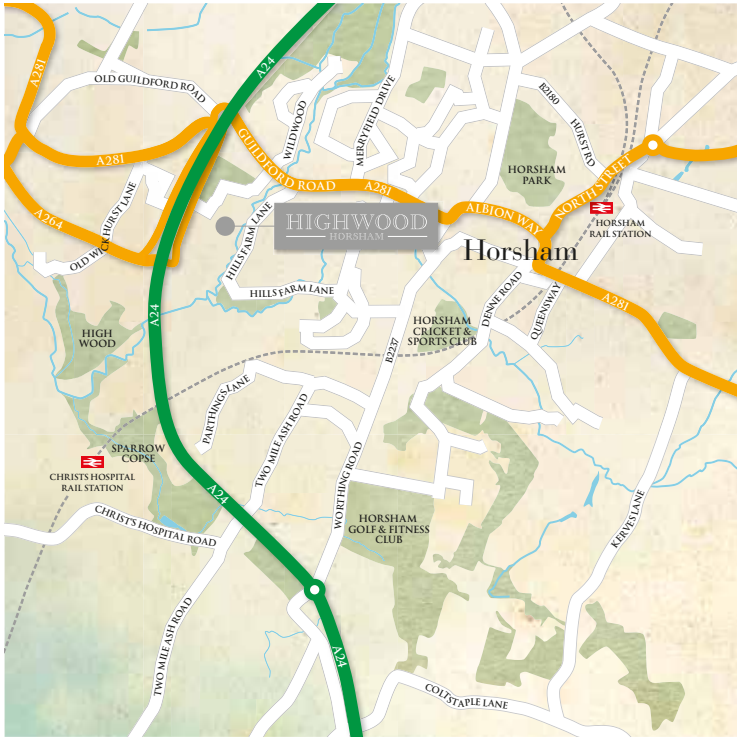 A281
A24
OLD GUILDFORD ROAD
WILDWOOD
MERRYFIELD DRIVE
B2180
HURST RD
A281
GUILDFORD ROAD
A281
HORSHAM
PARK
NORTH STREET
ALBION WAY
HORSHAM
RAIL STATION
A264
OLD WICKHURST LANE
HILLS FARM LANE
HIGHWOOD
HORSHAM
Horsham
HILLS FARM LANE
DENNE ROAD
QUEENSWAY
A281
A24
HIGH
WOOD
HORSHAM
CRICKET &
SPORTS CLUB
B2237
PARTHINGS LANE
TWO MILE ASH ROAD
SPARROW
COPSE
CHRISTS HOSPITAL
RAIL STATION
A24
WORTHING ROAD
CHRIST'S HOSPITAL ROAD
HORSHAM
GOLF & FITNESS
CLUB
KERVES LANE
TWO MILE ASH ROAD
A24
COLTSTAPLE LANE